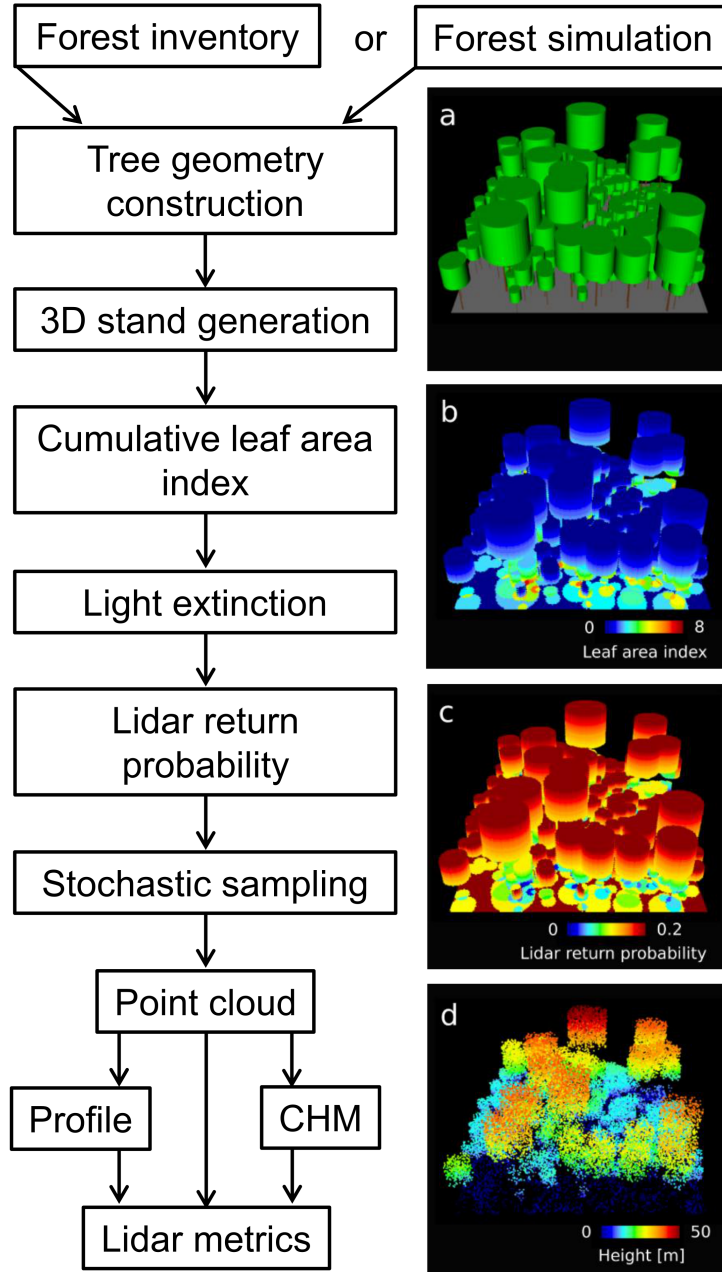 Forest inventory or Forest simulation
Tree geometry
construction
3D stand generation
Cumulative leaf area
index
Light extinction
Lidar return
probability
Stochastic sampling
Point cloud
Profile
CHM
Lidar metrics
a
b
0 8
Leaf area index
c
0 0.2
Lidar return probability
d
0 50
Height [m]